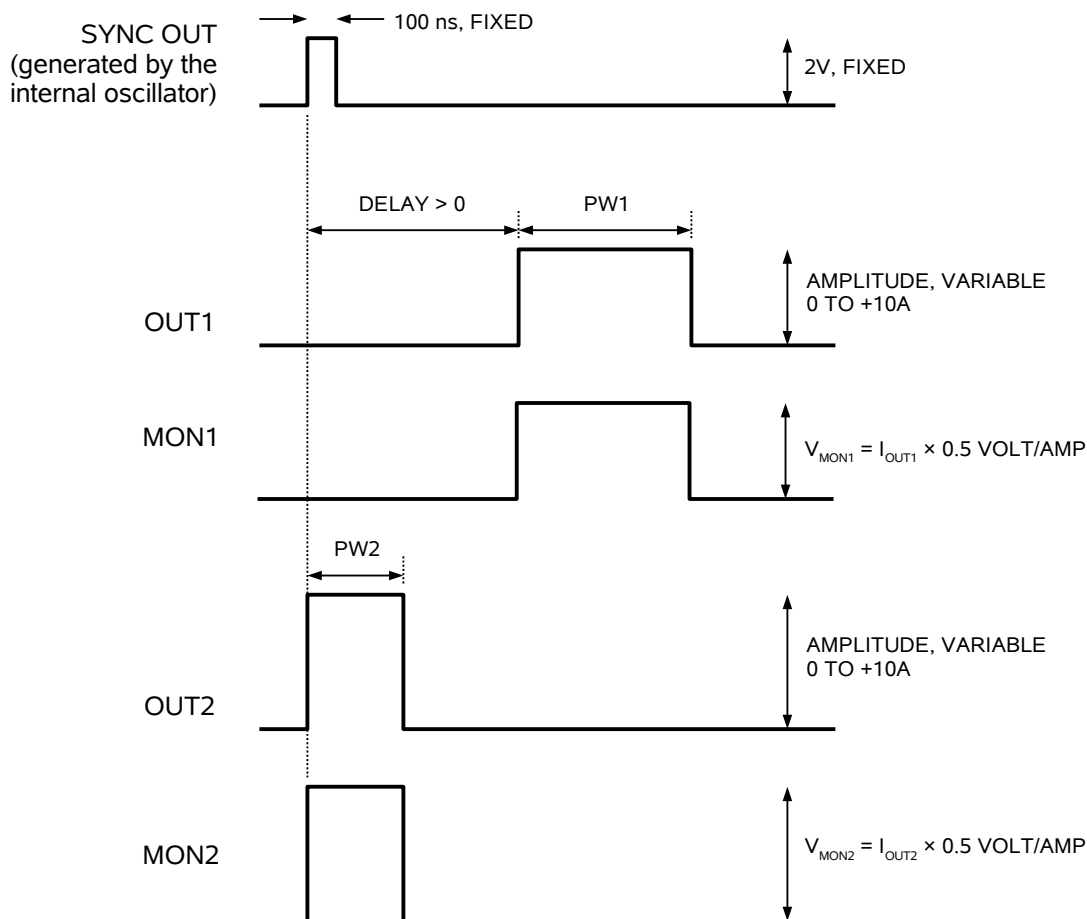 100 ns, FIXED
SYNC OUT
(generated by the
internal oscillator)
2V, FIXED
DELAY > 0
PW1
AMPLITUDE, VARIABLE
0 TO +10A
OUT1
MON1
V_MON1 = I_OUT1 × 0.5 VOLT/AMP
PW2
AMPLITUDE, VARIABLE
0 TO +10A
OUT2
MON2
V_MON2 = I_OUT2 × 0.5 VOLT/AMP